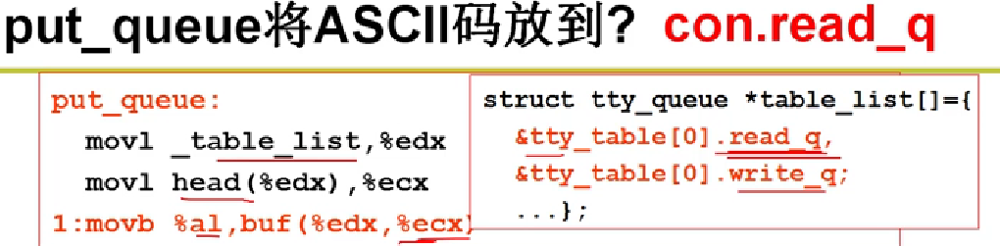 put_queue将ASCII码放到? con.read_q
put_queue:
movl _table_list,%edx
movl head(%edx),%ecx
1:movb %al,buf(%edx,%ecx)
struct tty_queue *table_list[]={
&tty_table[0].read_q,
&tty_table[0].write_q;
...};